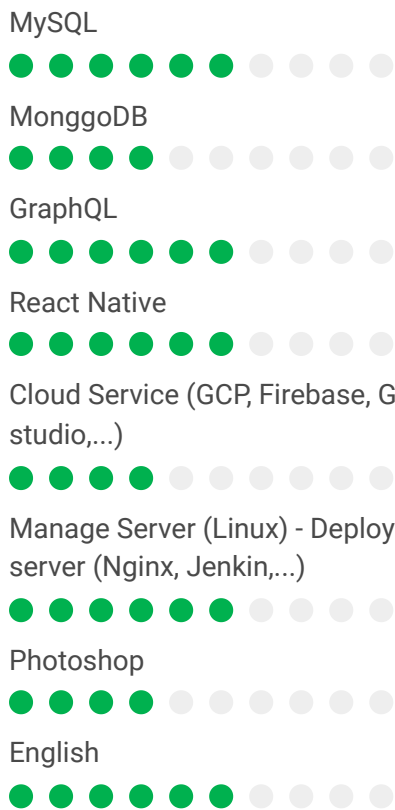 MySQL
MonggoDB
GraphQL
React Native
Cloud Service (GCP, Firebase, G
studio,...)
Manage Server (Linux) - Deploy
server (Nginx, Jenkin,...)
Photoshop
English